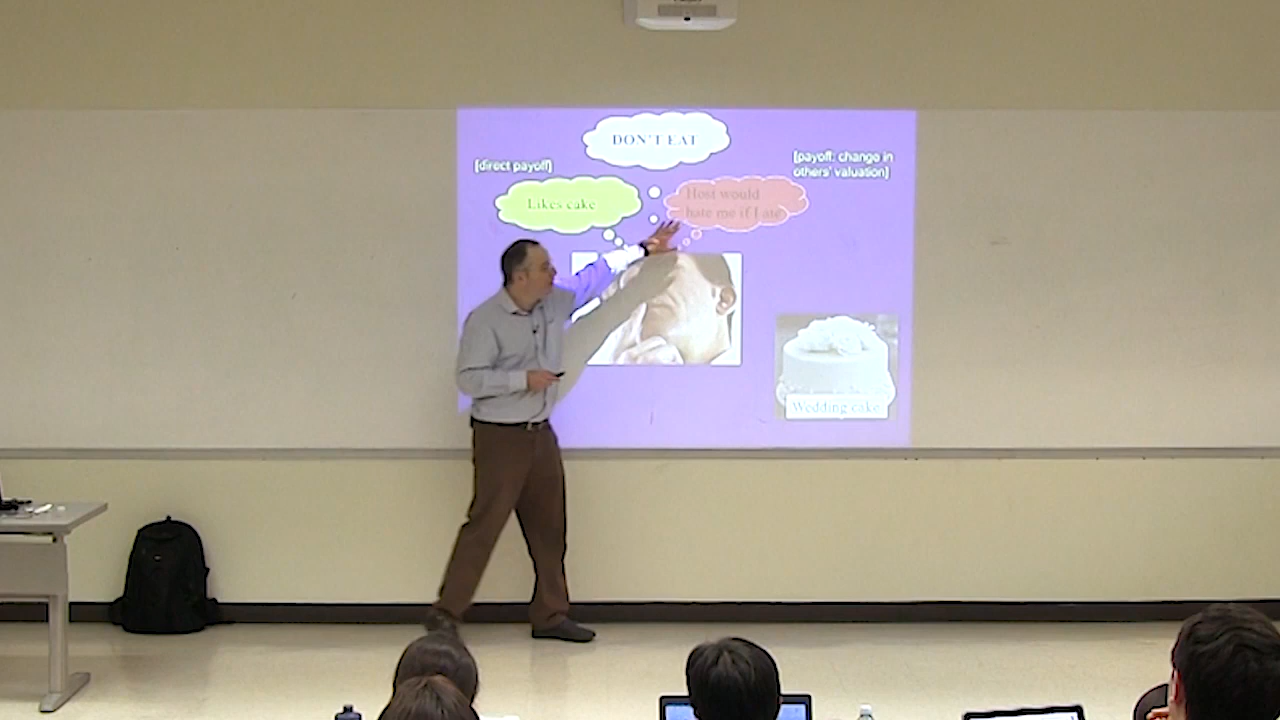 DON'T EAT
[direct payoff]
[payoff: change in
others' valuation]
Likes cake
Host would
hate me if I ate
Wedding cake